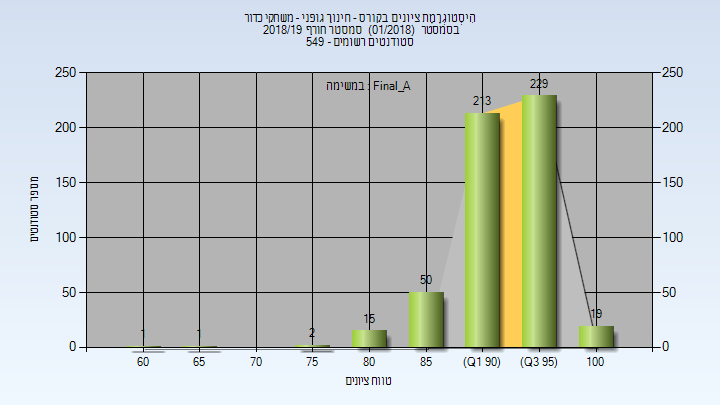 היסטוגרמת ציונים בקורס - חינוך גופני - משחקי כדור
בסמסטר (01/2018) סמסטר חורף 2018/19
סטודנטים רשומים - 549
במשימה : Final_A
250 250
200 200
150 150
100 100
50 50
0 0
מספר סטודנטים
1 1 2 15 50 213 229 19
60 65 70 75 80 85 (Q1 90) (Q3 95) 100
טווח ציונים